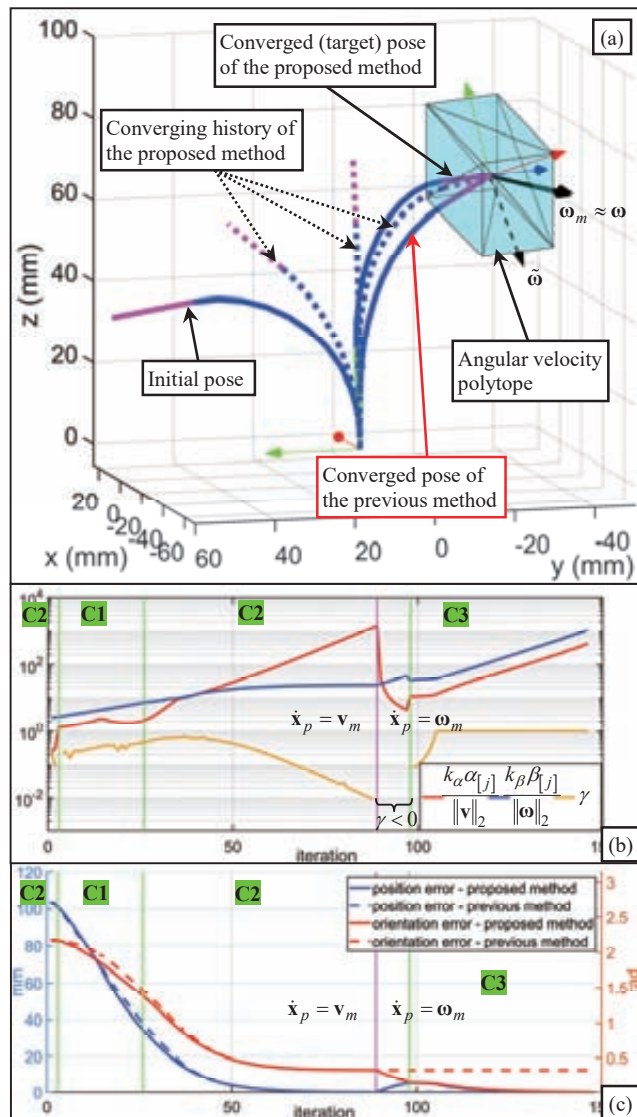 (a)
Converged (target) pose
of the proposed method
Converging history of
the proposed method
Initial pose
ω_m ≈ ω
ω̃
Angular velocity
polytope
Converged pose of
the previous method
z (mm)
100
80
60
40
20
0
x (mm)
20
0
-20
-40
-60
y (mm)
60
40
20
0
-20
-40
(b)
C2
C1
C2
C3
10^4
10^2
10^0
10^-2
ẋ_p = v_m
ẋ_p = ω_m
γ < 0
k_α α_[j] / ‖v‖_2
k_β β_[j] / ‖ω‖_2
γ
0
50
100
iteration
(c)
C2
C1
C2
C3
position error - proposed method
position error - previous method
orientation error - proposed method
orientation error - previous method
ẋ_p = v_m
ẋ_p = ω_m
mm
120
100
80
60
40
20
0
3
2.5
2
1.5
1
0.5
0
50
100
iteration